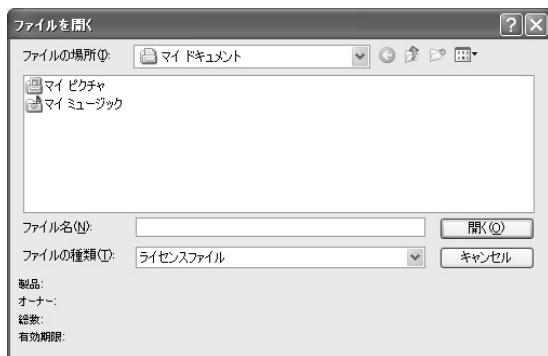 ファイルを開く
ファイルの場所(I):
マイ ドキュメント
マイ ピクチャ
マイ ミュージック
ファイル名(N):
開く(O)
ファイルの種類(T):
ライセンスファイル
キャンセル
製品:
オーナー:
総数:
有効期限: